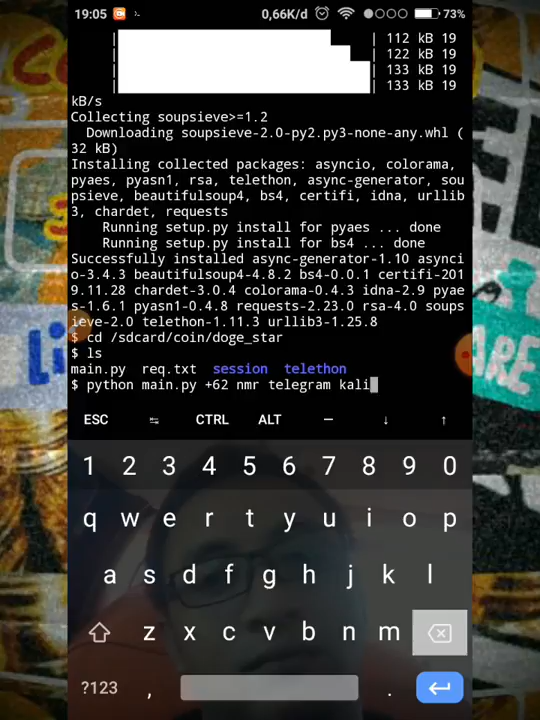 19:05 0,66K/d 73%
112 kB 19
122 kB 19
133 kB 19
133 kB 19
kB/s
Collecting soupsieve>=1.2
Downloading soupsieve-2.0-py2.py3-none-any.whl (
32 kB)
Installing collected packages: asyncio, colorama,
pyaes, pyasn1, rsa, telethon, async-generator, sou
psieve, beautifulsoup4, bs4, certifi, idna, urllib
3, chardet, requests
Running setup.py install for pyaes ... done
Running setup.py install for bs4 ... done
Successfully installed async-generator-1.10 asynci
o-3.4.3 beautifulsoup4-4.8.2 bs4-0.0.1 certifi-201
9.11.28 chardet-3.0.4 colorama-0.4.3 idna-2.9 pyae
s-1.6.1 pyasn1-0.4.8 requests-2.23.0 rsa-4.0 soups
ieve-2.0 telethon-1.11.3 urllib3-1.25.8
$ cd /sdcard/coin/doge_star
$ ls
main.py req.txt session telethon
$ python main.py +62 nmr telegram kali
ESC ↹ CTRL ALT — ↓ ↑
1 2 3 4 5 6 7 8 9 0
q w e r t y u i o p
a s d f g h j k l
z x c v b n m
?123 , .